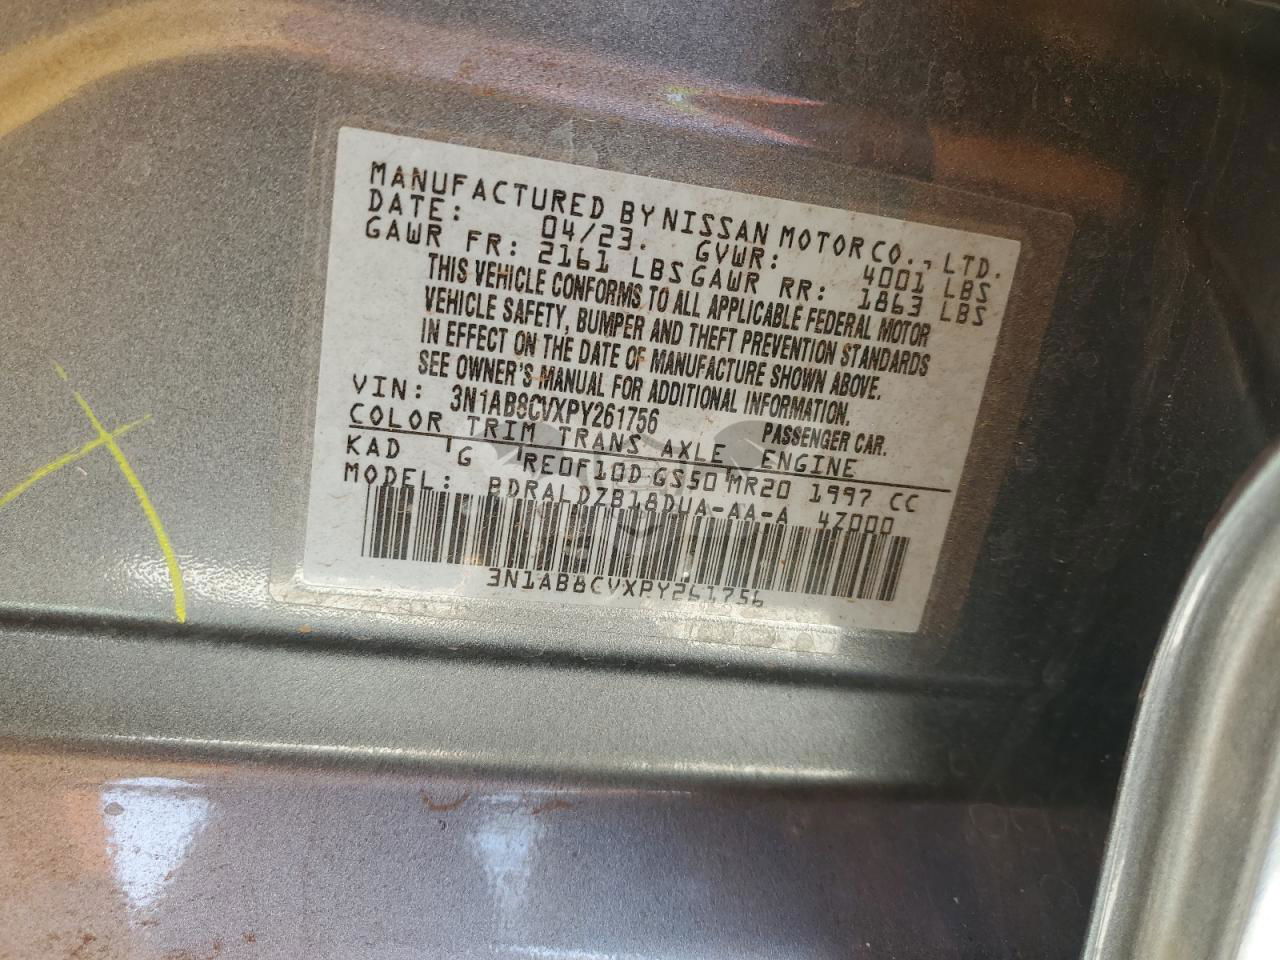 MANUFACTURED BY NISSAN MOTOR CO., LTD.
DATE: 04/23. GVWR: 4001 LBS
GAWR FR: 2161 LBS GAWR RR: 1863 LBS
THIS VEHICLE CONFORMS TO ALL APPLICABLE FEDERAL MOTOR
VEHICLE SAFETY, BUMPER AND THEFT PREVENTION STANDARDS
IN EFFECT ON THE DATE OF MANUFACTURE SHOWN ABOVE.
SEE OWNER'S MANUAL FOR ADDITIONAL INFORMATION.
VIN: 3N1AB8CVXPY261756 PASSENGER CAR.
COLOR TRIM TRANS AXLE ENGINE
KAD G RE0F10D GS50 MR20 1997 CC
MODEL: BDRALDZB18DUA-AA-A 4Z000
3N1AB8CVXPY261756